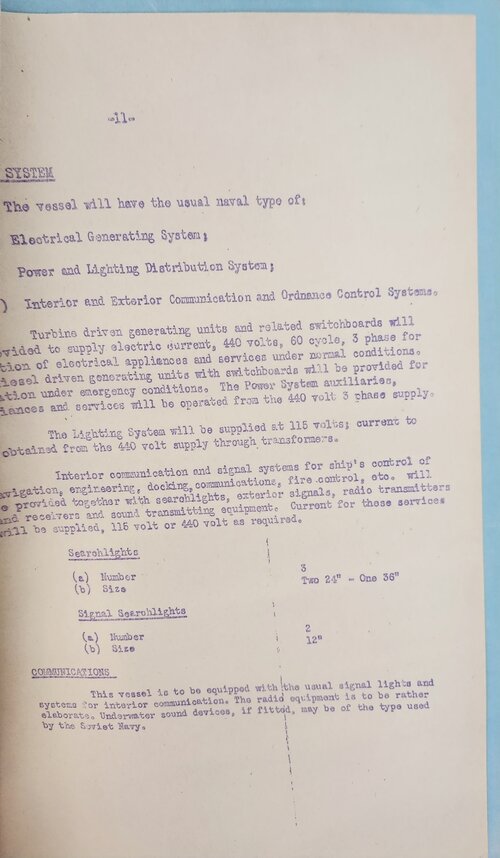 -11-
SYSTEM
The vessel will have the usual naval type of:
Electrical Generating System;
Power and Lighting Distribution System;
) Interior and Exterior Communication and Ordnance Control Systems.
Turbine driven generating units and related switchboards will
ovided to supply electric current, 440 volts, 60 cycle, 3 phase for
tion of electrical appliances and services under normal conditions.
iesel driven generating units with switchboards will be provided for
ation under emergency conditions. The Power System auxiliaries,
iances and services will be operated from the 440 volt 3 phase supply.
The Lighting System will be supplied at 115 volts; current to
obtained from the 440 volt supply through transformers.
Interior communication and signal systems for ship's control of
avigation, engineering, docking, communications, fire control, etc. will
e provided together with searchlights, exterior signals, radio transmitters
and receivers and sound transmitting equipment. Current for these services
will be supplied, 115 volt or 440 volt as required.
Searchlights
(a) Number 3
(b) Size Two 24" - One 36"
Signal Searchlights
(a) Number 2
(b) Size 12"
COMMUNICATIONS
This vessel is to be equipped with the usual signal lights and
systems for interior communication. The radio equipment is to be rather
elaborate. Underwater sound devices, if fitted, may be of the type used
by the Soviet Navy.